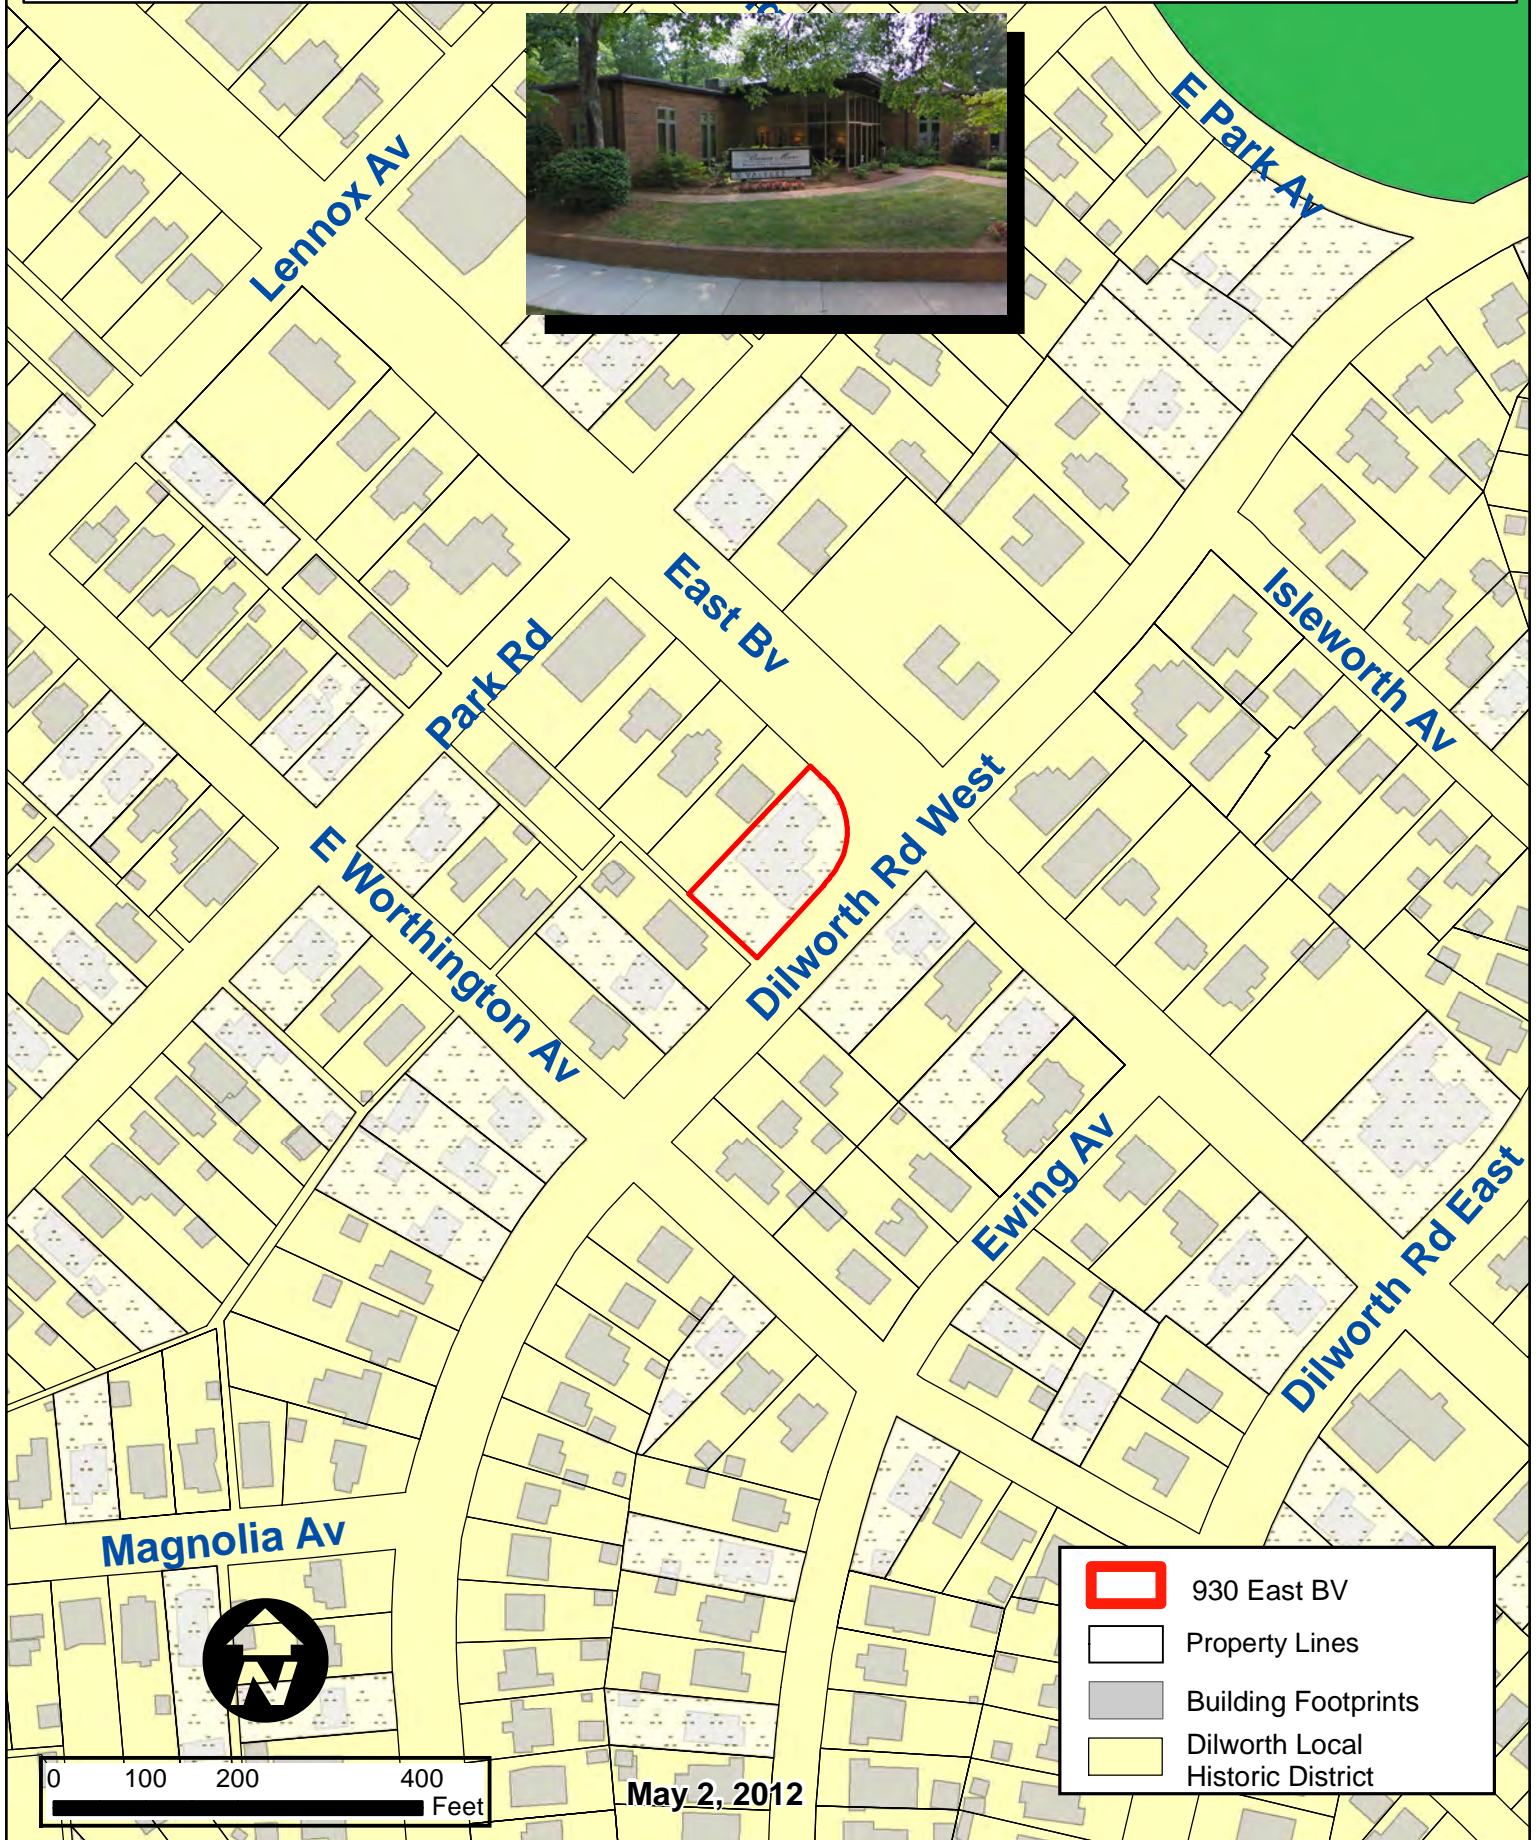 Lennox Av
E Park Av
East Bv
Isleworth Av
Park Rd
Dilworth Rd West
E Worthington Av
Ewing Av
Dilworth Rd East
Magnolia Av
N
0 100 200 400
Feet
May 2, 2012
930 East BV
Property Lines
Building Footprints
Dilworth Local
Historic District